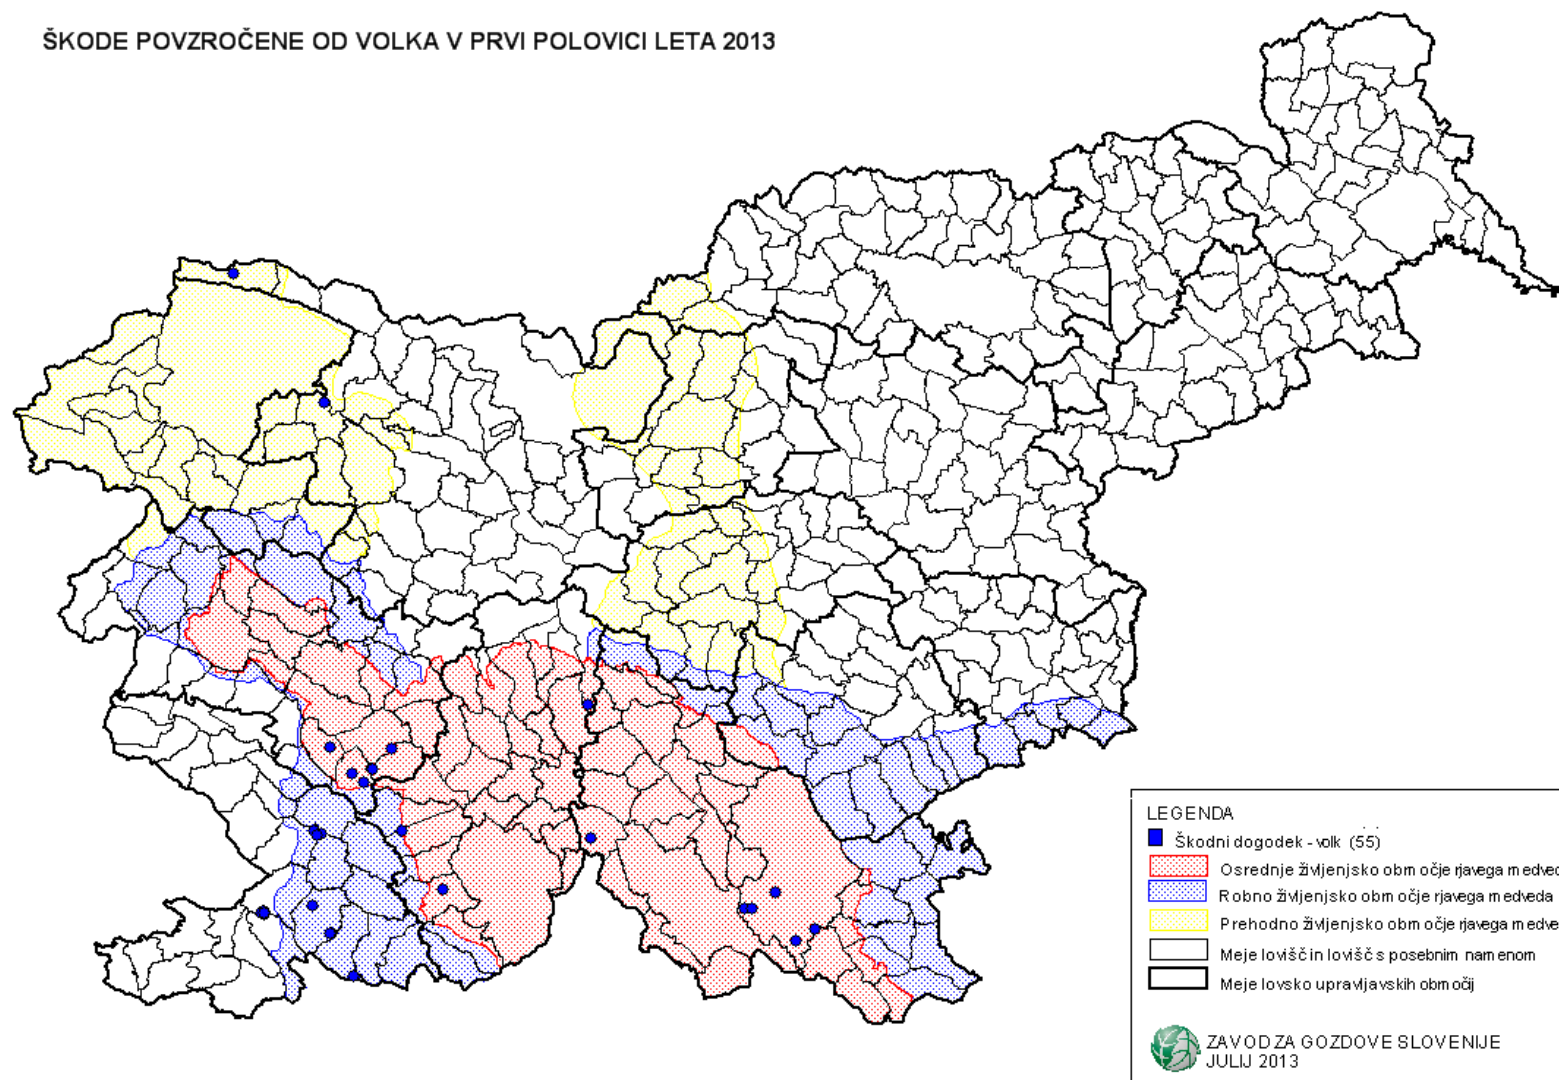 ŠKODE POVZROČENE OD VOLKA V PRVI POLOVICI LETA 2013
LEGENDA
Škodni dogodek - volk (55)
Osrednje življenjsko območje rjavega medved
Robno življenjsko območje rjavega medveda
Prehodno življenjsko območje rjavega medve
Meje lovišč in lovišč s posebnim namenom
Meje lovsko upravljavskih območij
ZAVOD ZA GOZDOVE SLOVENIJE
JULIJ 2013